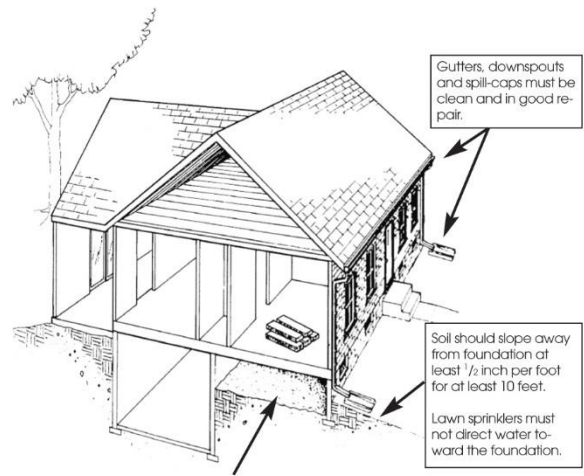 Gutters, downspouts
and spill-caps must be
clean and in good re-
pair.
Soil should slope away
from foundation at
least 1/2 inch per foot
for at least 10 feet.
Lawn sprinklers must
not direct water to-
ward the foundation.